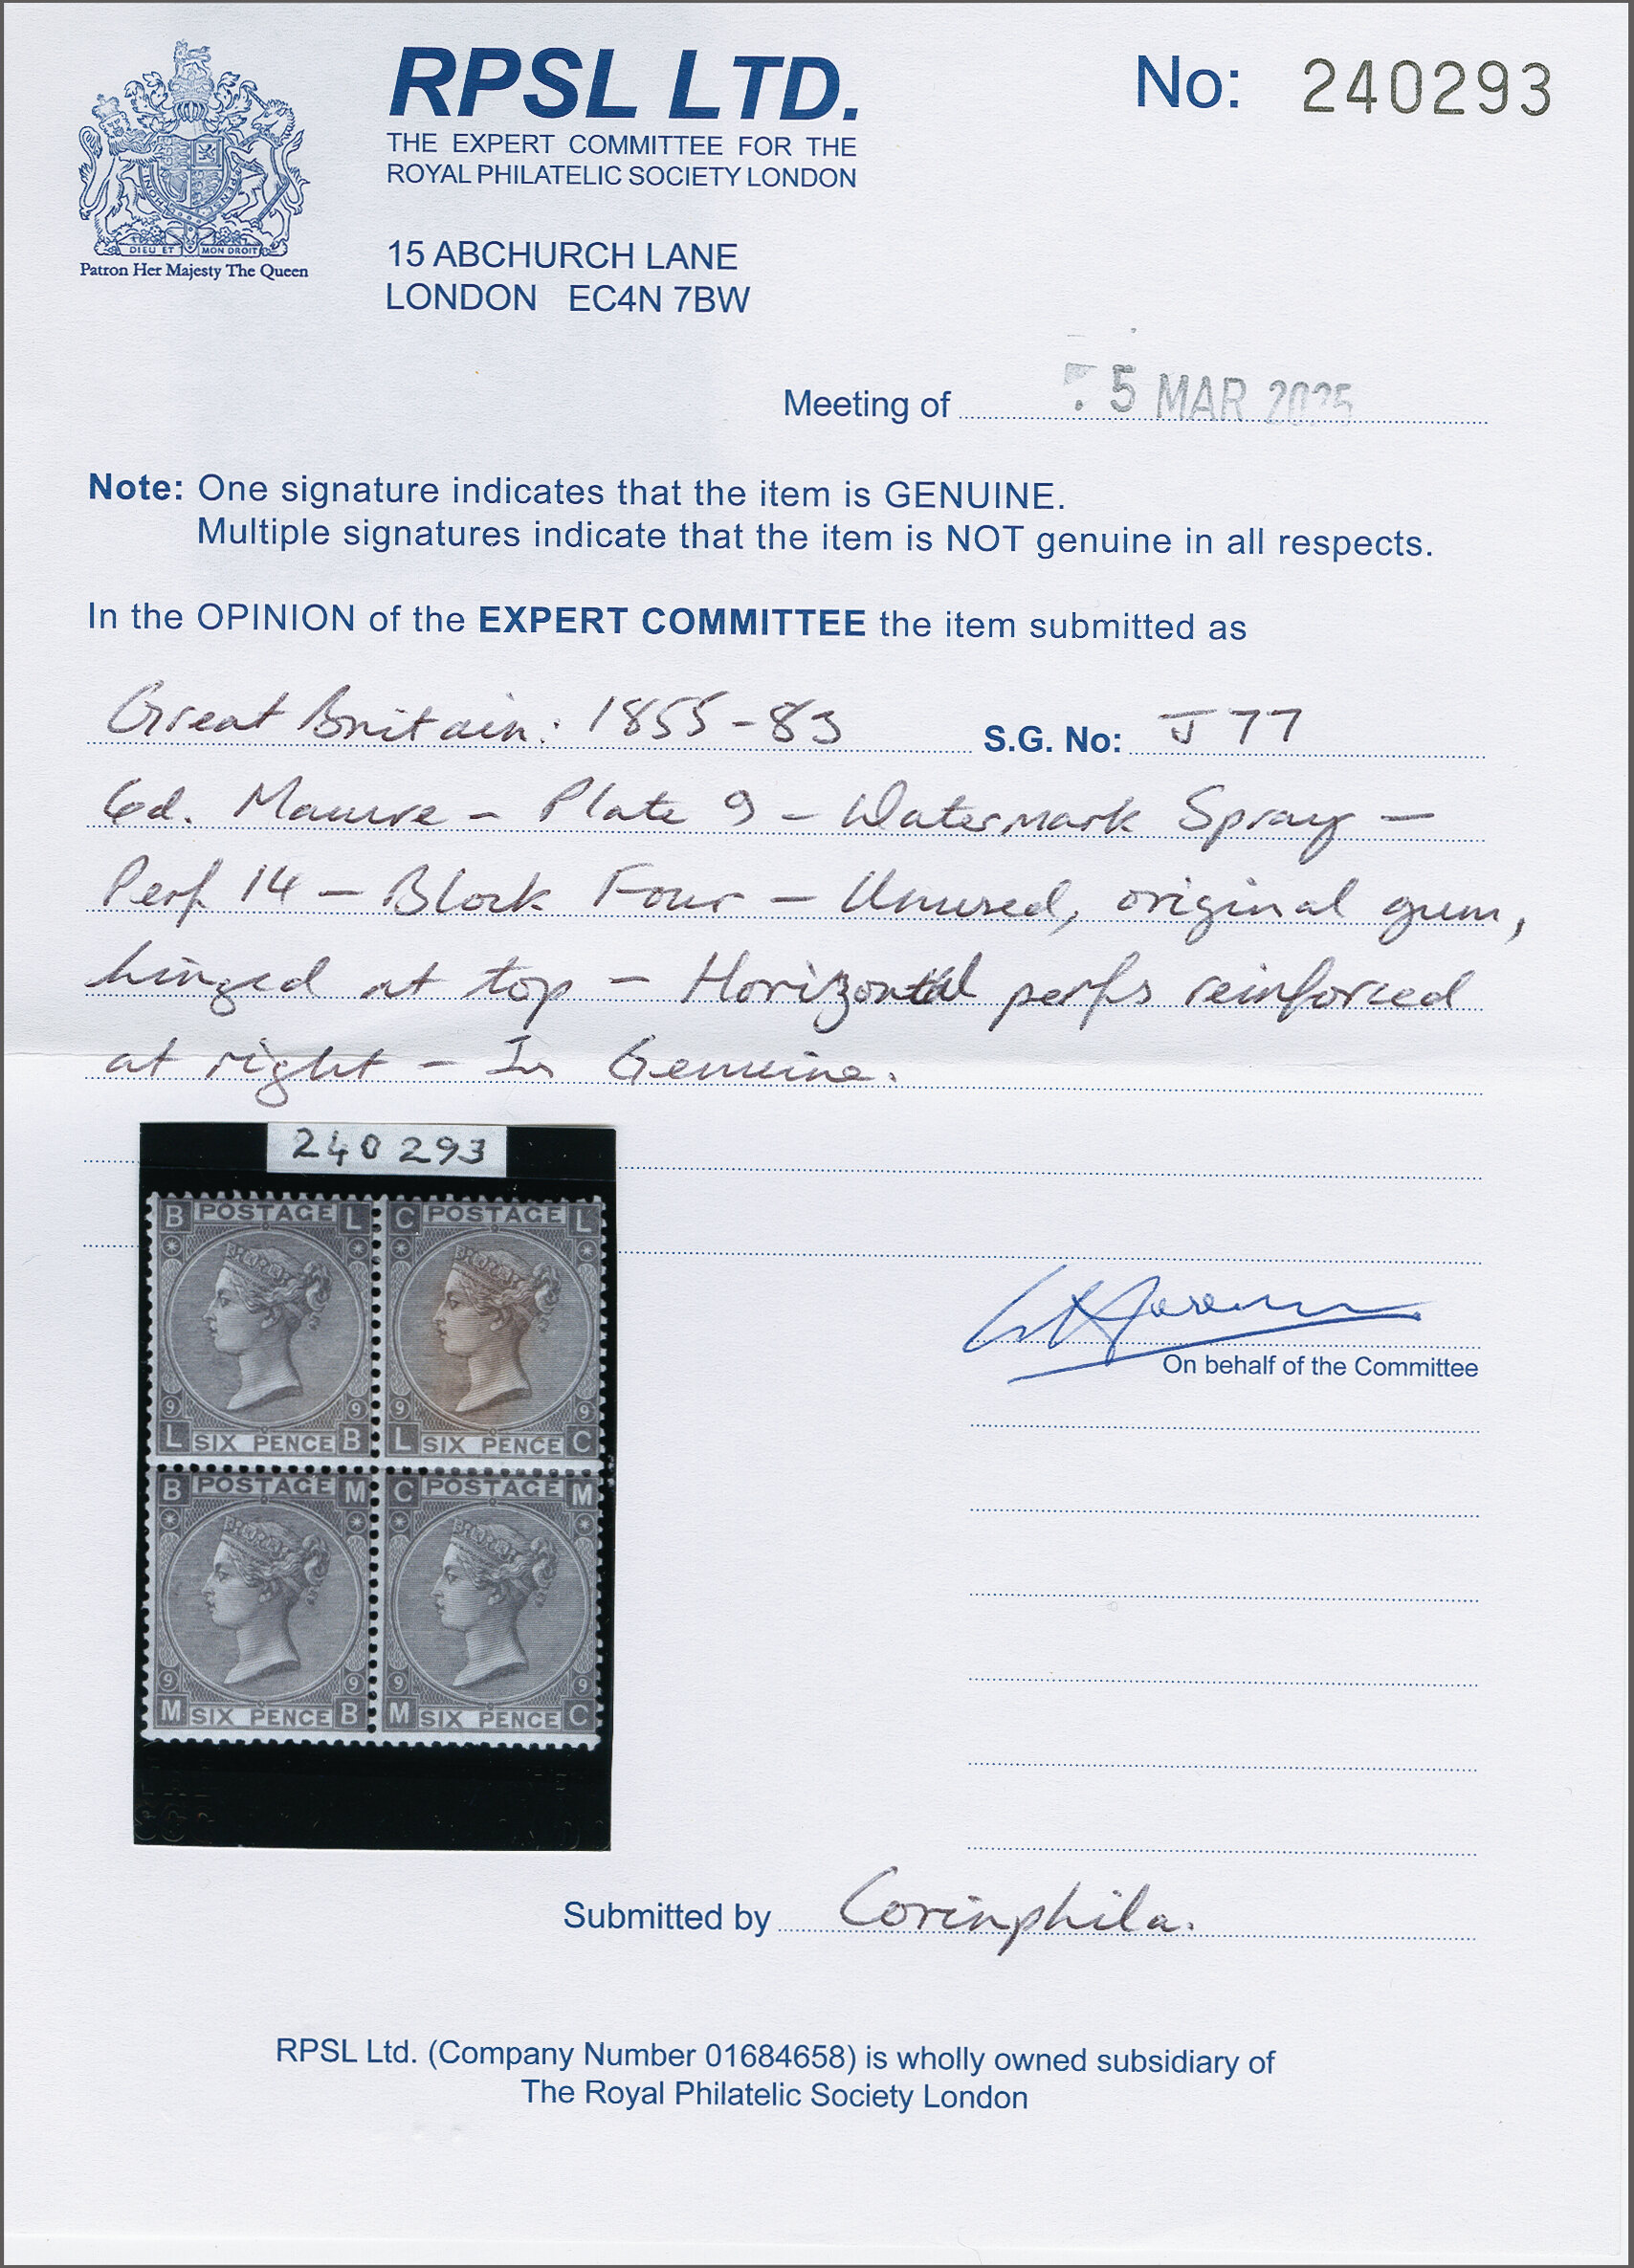 RPSL LTD.
THE EXPERT COMMITTEE FOR THE
ROYAL PHILATELIC SOCIETY LONDON
15 ABCHURCH LANE
LONDON EC4N 7BW
No: 240293
DIEU ET MON DROIT
Patron Her Majesty The Queen
Meeting of 5 MAR 2025
Note: One signature indicates that the item is GENUINE.
Multiple signatures indicate that the item is NOT genuine in all respects.
In the OPINION of the EXPERT COMMITTEE the item submitted as
Great Britain: 1855-83 S.G. No: J77
6d. Mauve - Plate 9 - Watermark Spray -
Perf 14 - Block Four - Unused, original gum,
hinged at top - Horizontal perfs reinforced
at right - Is Genuine.
240293
B POSTAGE L C POSTAGE L
9 9 9 9
L SIX PENCE B L SIX PENCE C
B POSTAGE M C POSTAGE M
9 9 9 9
M SIX PENCE B M SIX PENCE C
On behalf of the Committee
Submitted by Corinphila.
RPSL Ltd. (Company Number 01684658) is wholly owned subsidiary of
The Royal Philatelic Society London